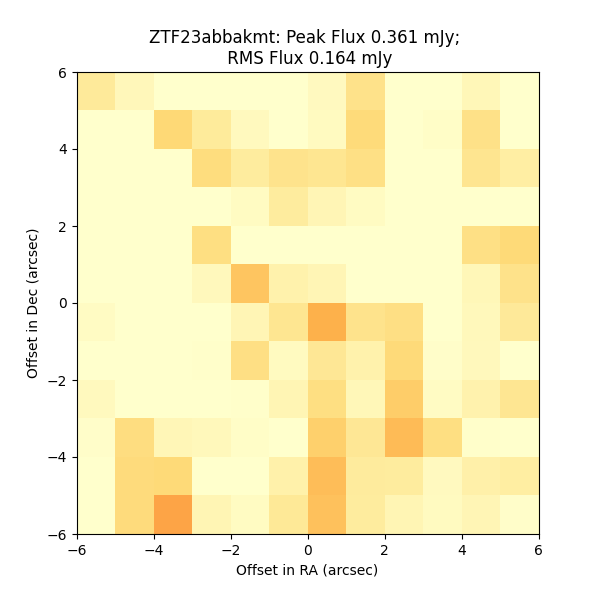 ZTF23abbakmt: Peak Flux 0.361 mJy;
RMS Flux 0.164 mJy
6
4
2
0
−2
−4
−6
Offset in Dec (arcsec)
−6 −4 −2 0 2 4 6
Offset in RA (arcsec)